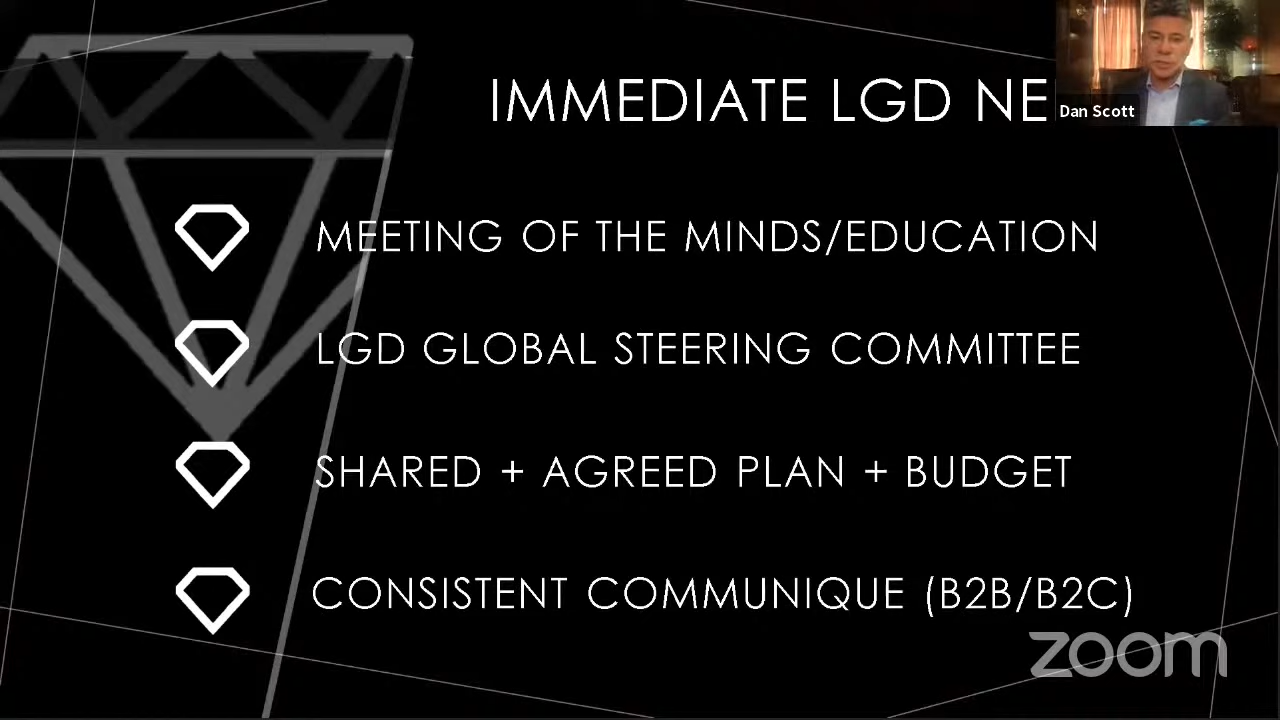 IMMEDIATE LGD NE
Dan Scott
MEETING OF THE MINDS/EDUCATION
LGD GLOBAL STEERING COMMITTEE
SHARED + AGREED PLAN + BUDGET
CONSISTENT COMMUNIQUE (B2B/B2C)
zoom